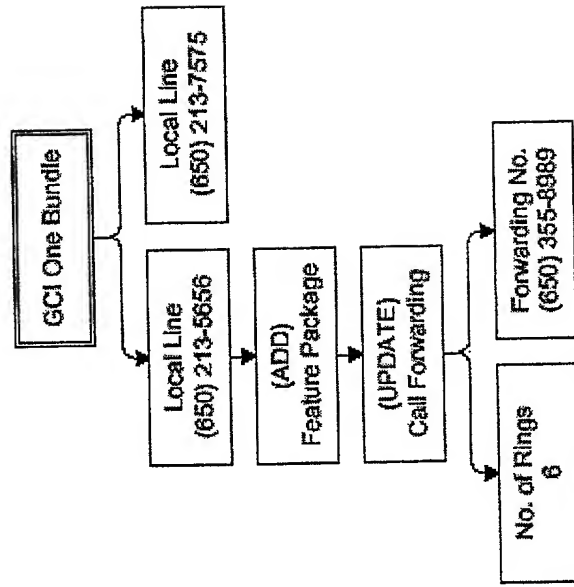 GCI One Bundle
Local Line
(650) 213-5656
Local Line
(650) 213-7575
(ADD)
Feature Package
(UPDATE)
Call Forwarding
No. of Rings
6
Forwarding No.
(650) 355-8989